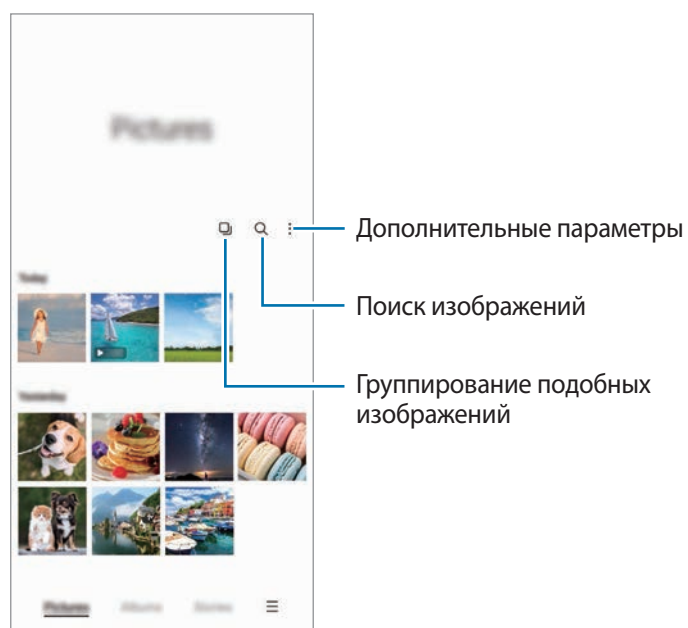 Pictures
Дополнительные параметры
Today
Поиск изображений
Группирование подобных
изображений
Yesterday
Pictures Albums Stories